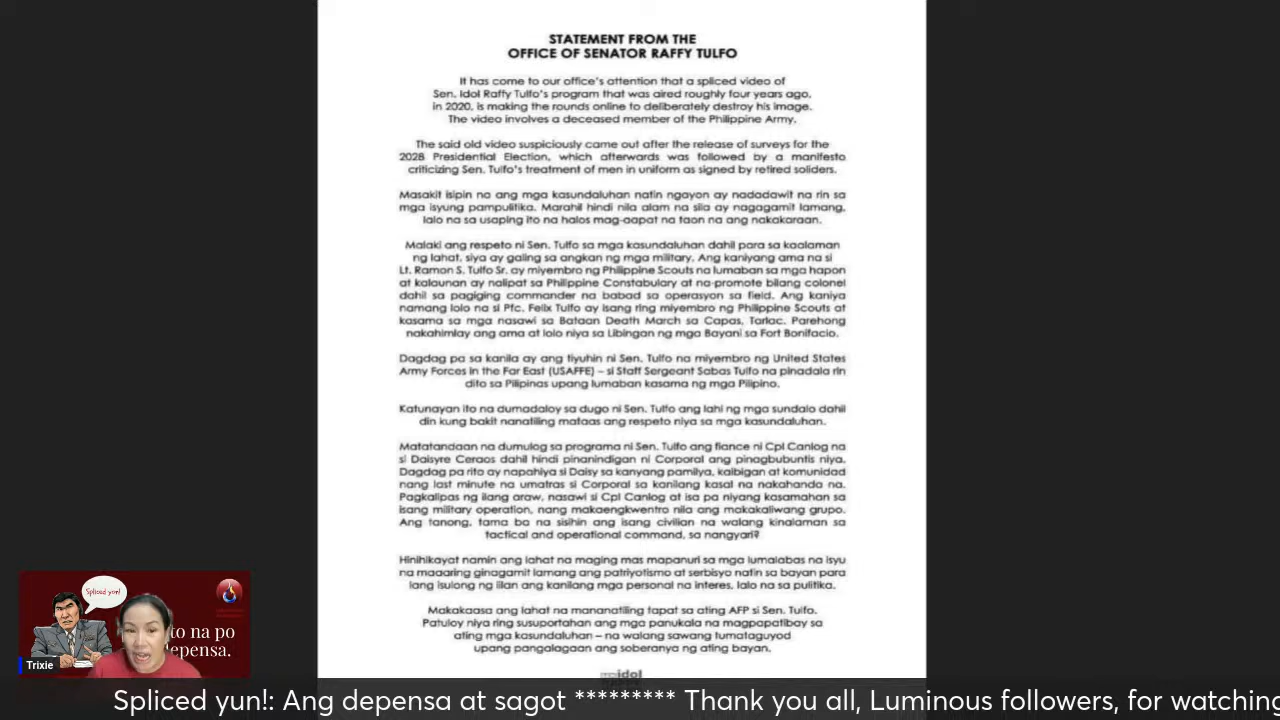 STATEMENT FROM THE
OFFICE OF SENATOR RAFFY TULFO
It has come to our office's attention that a spliced video of
Sen. Idol Raffy Tulfo's program that was aired roughly four years ago,
in 2020, is making the rounds online to deliberately destroy his image.
The video involves a deceased member of the Philippine Army.
The said old video suspiciously came out after the release of surveys for the
2028 Presidential Election, which afterwards was followed by a manifesto
criticizing Sen. Tulfo's treatment of men in uniform as signed by retired soliders.
Masakit isipin na ang mga kasundaluhan natin ngayon ay nadadawit na rin sa
mga isyung pampulitika. Marahil hindi nila alam na sila ay nagagamit lamang,
lalo na sa usaping ito na halos mag-aapat na taon na ang nakakaraan.
Malaki ang respeto ni Sen. Tulfo sa mga kasundaluhan dahil para sa kaalaman
ng lahat, siya ay galing sa angkan ng mga military. Ang kaniyang ama na si
Lt. Ramon S. Tulfo Sr. ay miyembro ng Philippine Scouts na lumaban sa mga hapon
at kalaunan ay nalipat sa Philippine Constabulary at na-promote bilang colonel
dahil sa pagiging commander na babad sa operasyon sa field. Ang kaniya
namang lolo na si Pfc. Felix Tulfo ay isang ring miyembro ng Philippine Scouts at
kasama sa mga nasawi sa Bataan Death March sa Capas, Tarlac. Parehong
nakahimlay ang ama at lolo niya sa Libingan ng mga Bayani sa Fort Bonifacio.
Dagdag pa sa kanila ay ang tiyuhin ni Sen. Tulfo na miyembro ng United States
Army Forces in the Far East (USAFFE) – si Staff Sergeant Sabas Tulfo na pinadala rin
dito sa Pilipinas upang lumaban kasama ng mga Pilipino.
Katunayan ito na dumadaloy sa dugo ni Sen. Tulfo ang lahi ng mga sundalo dahil
din kung bakit nanatiling mataas ang respeto niya sa mga kasundaluhan.
Matatandaan na dumulog sa programa ni Sen. Tulfo ang fiance ni Cpl Canlog na
si Daisyre Ceraos dahil hindi pinanindigan ni Corporal ang pinagbubuntis niya.
Dagdag pa rito ay napahiya si Daisy sa kanyang pamilya, kaibigan at komunidad
nang last minute na umatras si Corporal sa kanilang kasal na nakahanda na.
Pagkalipas ng ilang araw, nasawi si Cpl Canlog at isa pa niyang kasamahan sa
isang military operation, nang makaengkwentro nila ang makakaliwang grupo.
Ang tanong, tama ba na sisihin ang isang civilian na walang kinalaman sa
tactical and operational command, sa nangyari?
Hinihikayat namin ang lahat na maging mas mapanuri sa mga lumalabas na isyu
na maaaring ginagamit lamang ang patriyotismo at serbisyo natin sa bayan para
lang isulong ng iilan ang kanilang mga personal na interes, lalo na sa pulitika.
Makakaasa ang lahat na mananatiling tapat sa ating AFP si Sen. Tulfo.
Patuloy niya ring susuportahan ang mga panukala na magpapatibay sa
ating mga kasundaluhan – na walang sawang tumataguyod
upang pangalagaan ang soberanya ng ating bayan.
idol
Spliced yun!
to na po
depensa.
Trixie
Spliced yun!: Ang depensa at sagot ********* Thank you all, Luminous followers, for watching